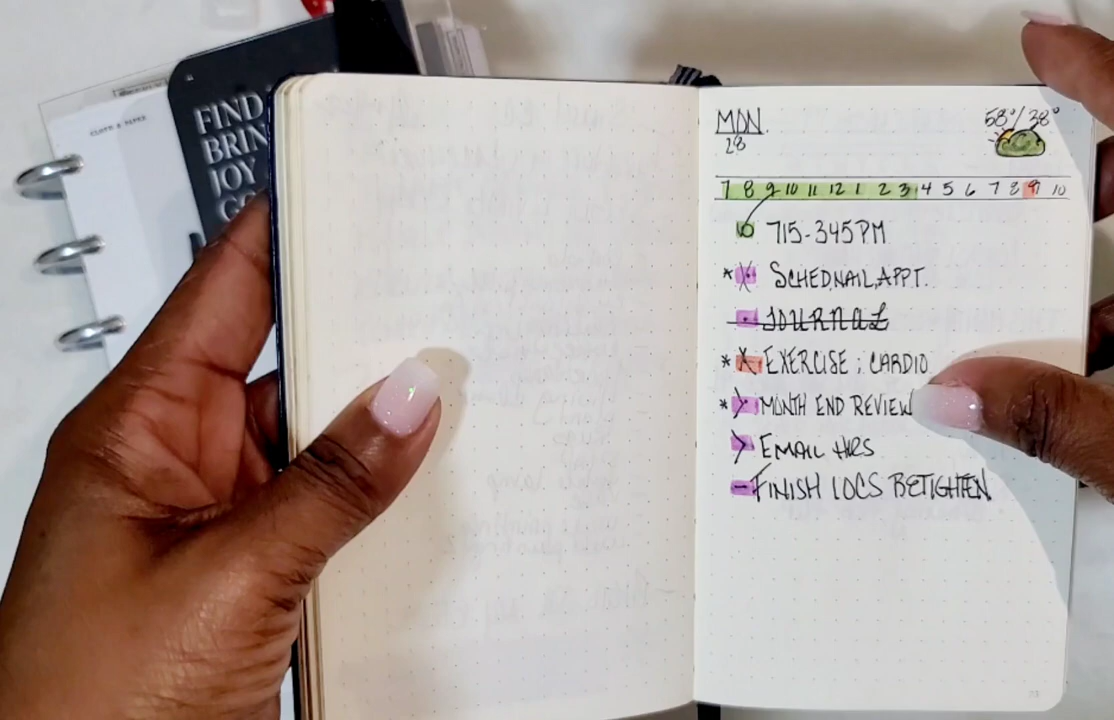 FIND
BRIN
JOY
MON
28
58°/38°
7 8 9 10 11 12 1 2 3 4 5 6 7 8 9 10
715-345PM
* SCHED NAIL APPT.
JOURNAL
* EXERCISE : CARDIO
* > MONTH END REVIEW
> EMAIL HRS
- FINISH LOCS RETIGHTEN